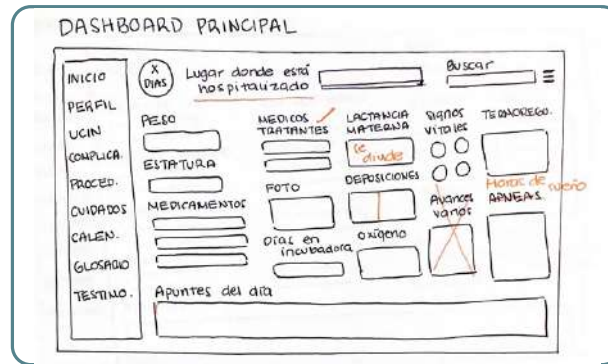 DASHBOARD PRINCIPAL
INICIO
PERFIL
UCIN
COMPLICA.
PROCED.
CUIDADOS
CALEN.
GLOSARIO
TESTIMO.
X
DIAS
Lugar donde está
hospitalizado
Buscar
PESO
ESTATURA
MEDICAMENTOS
MEDICOS
TRATANTES
FOTO
Días en
incubadora
LACTANCIA
MATERNA
se
divide
DEPOSICIONES
Oxígeno
Signos
vitales
Avances
varios
TERMOREGO.
Horas de sueño
APNEAS
Apuntes del día